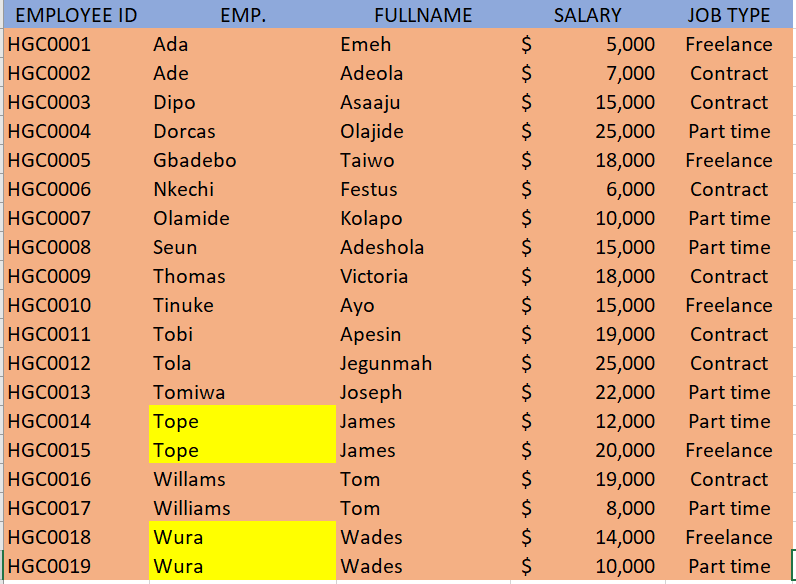 EMPLOYEE ID EMP. FULLNAME SALARY JOB TYPE
HGC0001 Ada Emeh $ 5,000 Freelance
HGC0002 Ade Adeola $ 7,000 Contract
HGC0003 Dipo Asaaju $ 15,000 Contract
HGC0004 Dorcas Olajide $ 25,000 Part time
HGC0005 Gbadebo Taiwo $ 18,000 Freelance
HGC0006 Nkechi Festus $ 6,000 Contract
HGC0007 Olamide Kolapo $ 10,000 Part time
HGC0008 Seun Adeshola $ 15,000 Part time
HGC0009 Thomas Victoria $ 18,000 Contract
HGC0010 Tinuke Ayo $ 15,000 Freelance
HGC0011 Tobi Apesin $ 19,000 Contract
HGC0012 Tola Jegunmah $ 25,000 Contract
HGC0013 Tomiwa Joseph $ 22,000 Part time
HGC0014 Tope James $ 12,000 Part time
HGC0015 Tope James $ 20,000 Freelance
HGC0016 Willams Tom $ 19,000 Contract
HGC0017 Williams Tom $ 8,000 Part time
HGC0018 Wura Wades $ 14,000 Freelance
HGC0019 Wura Wades $ 10,000 Part time